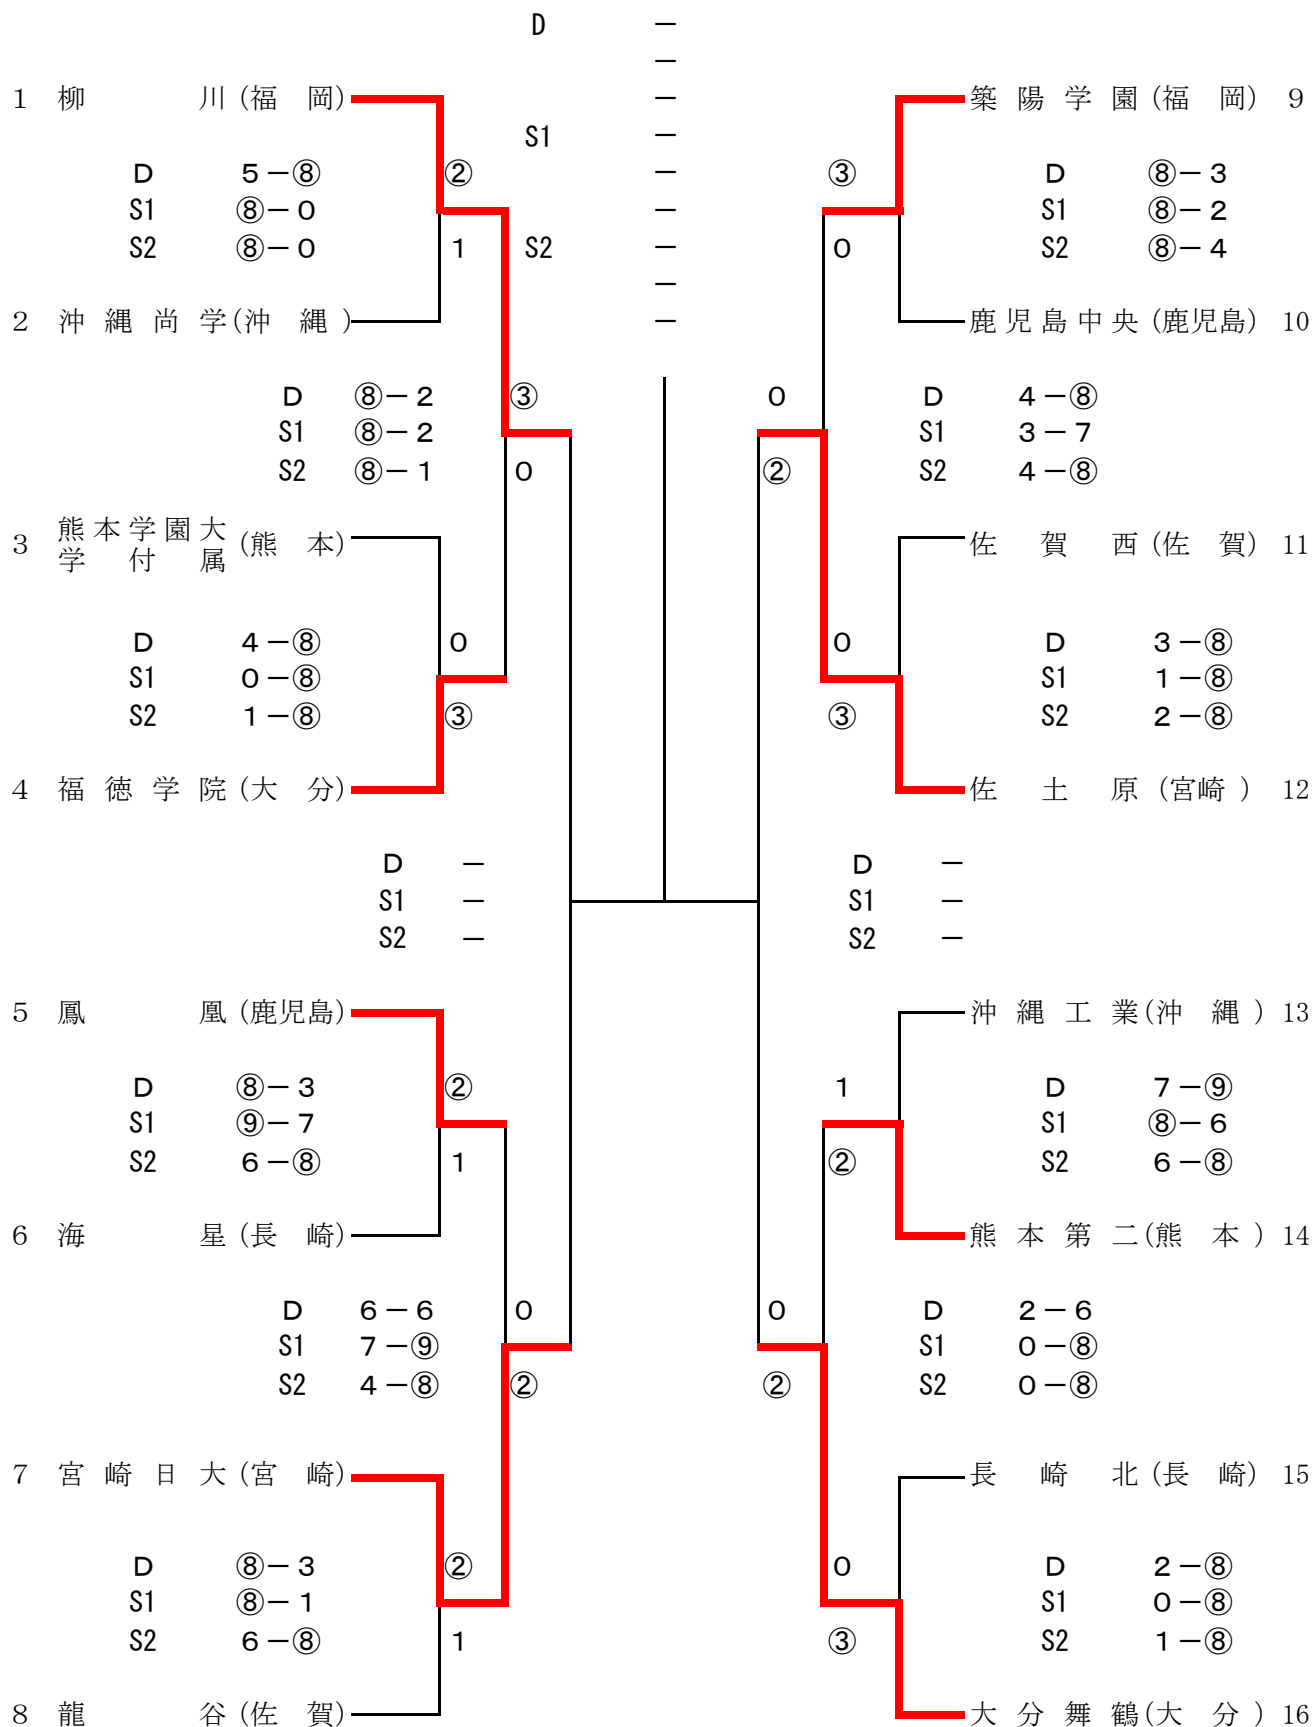 D －
－
1 柳 川 (福 岡) － 築 陽 学 園 (福 岡) 9
S1 －
D 5－⑧ ② － ③ D ⑧－3
S1 ⑧－0 － S1 ⑧－2
S2 ⑧－0 1 S2 － 0 S2 ⑧－4
－
2 沖 縄 尚 学 (沖 縄 ) － 鹿 児 島 中 央 (鹿児島) 10
D ⑧－2 ③ 0 D 4－⑧
S1 ⑧－2 S1 3－7
S2 ⑧－1 0 ② S2 4－⑧
3 熊 本 学 園 大 学 付 属 (熊 本) 佐 賀 西 (佐 賀) 11
D 4－⑧ 0 0 D 3－⑧
S1 0－⑧ S1 1－⑧
S2 1－⑧ ③ ③ S2 2－⑧
4 福 徳 学 院 (大 分) 佐 土 原 (宮崎 ) 12
D － D －
S1 － S1 －
S2 － S2 －
5 鳳 凰 (鹿児島) 沖 縄 工 業 (沖 縄 ) 13
D ⑧－3 ② 1 D 7－⑨
S1 ⑨－7 S1 ⑧－6
S2 6－⑧ 1 ② S2 6－⑧
6 海 星 (長 崎) 熊 本 第 二 (熊 本 ) 14
D 6－6 0 0 D 2－6
S1 7－⑨ S1 0－⑧
S2 4－⑧ ② ② S2 0－⑧
7 宮 崎 日 大 (宮 崎) 長 崎 北 (長 崎) 15
D ⑧－3 ② 0 D 2－⑧
S1 ⑧－1 S1 0－⑧
S2 6－⑧ 1 ③ S2 1－⑧
8 龍 谷 (佐 賀) 大 分 舞 鶴 (大 分 ) 16